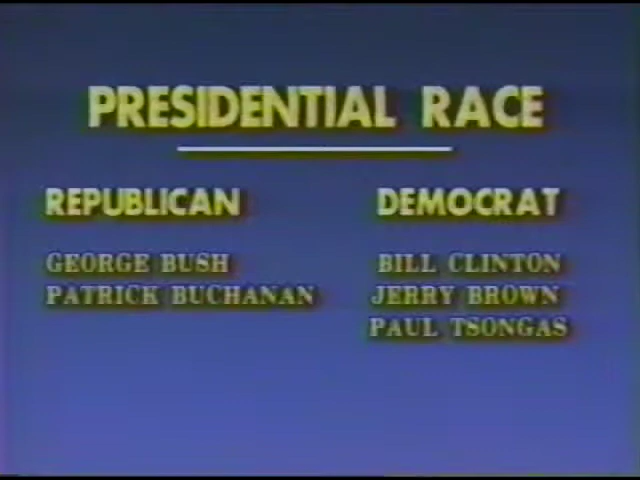 PRESIDENTIAL RACE
REPUBLICAN
GEORGE BUSH
PATRICK BUCHANAN
DEMOCRAT
BILL CLINTON
JERRY BROWN
PAUL TSONGAS